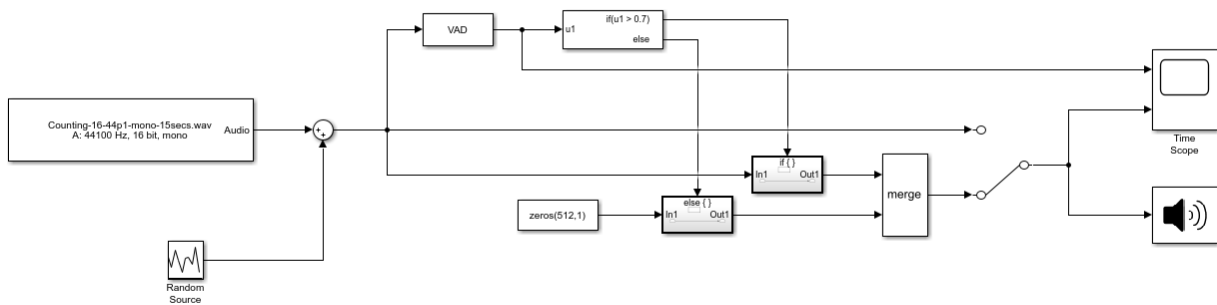 VAD
if(u1 > 0.7)
u1
else
Counting-16-44p1-mono-15secs.wav
A: 44100 Hz, 16 bit, mono
Audio
+
+
Time
Scope
if { }
In1
Out1
merge
else { }
In1
Out1
zeros(512,1)
Random
Source